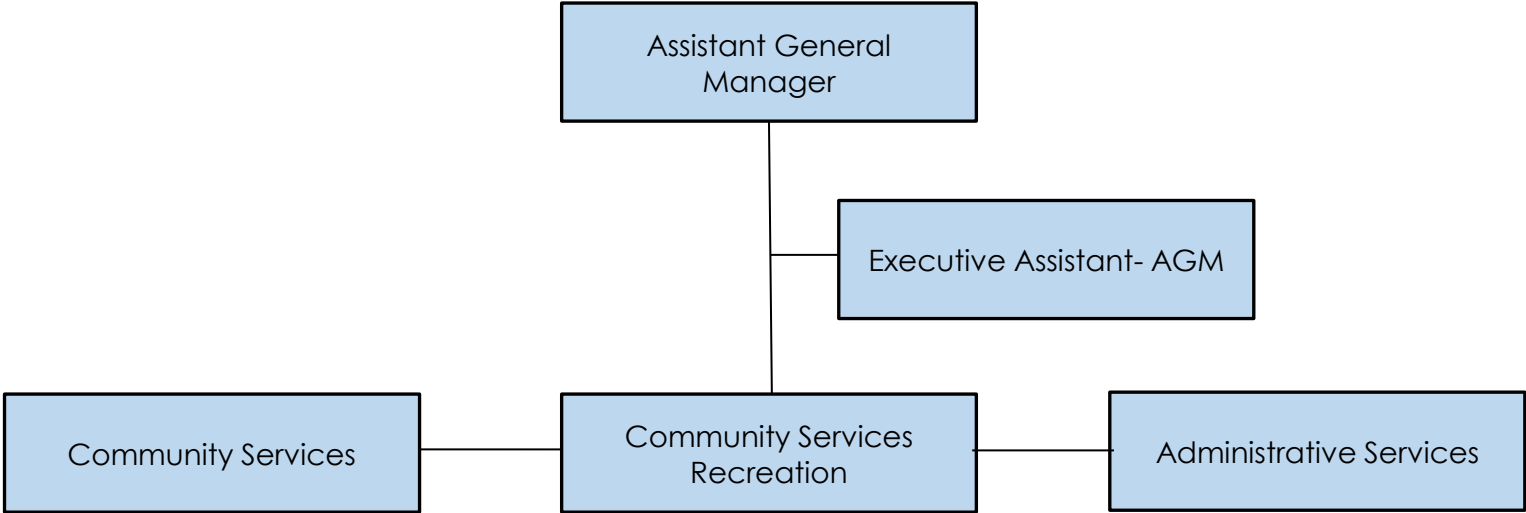 Assistant General
Manager
Executive Assistant- AGM
Community Services
Community Services
Recreation
Administrative Services